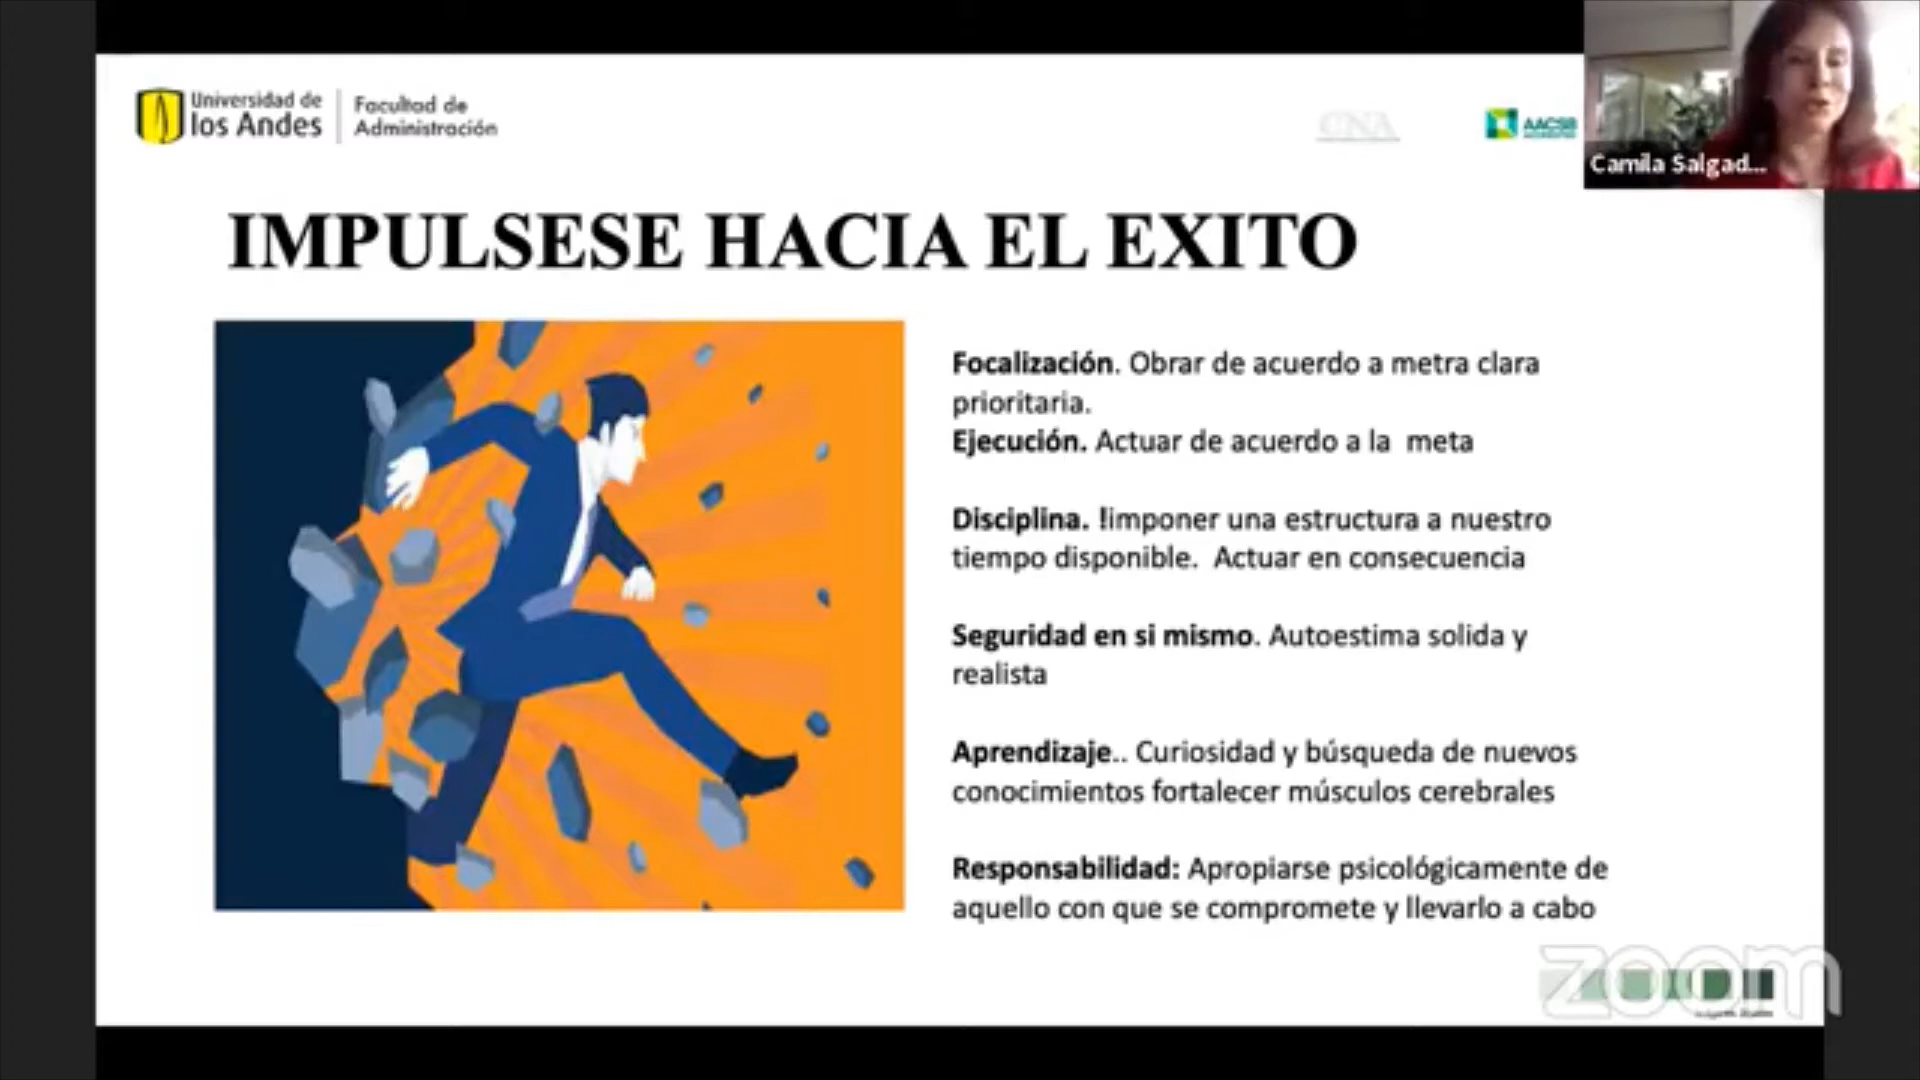 Universidad de
los Andes
Facultad de
Administración
CNA
AACSB
Camila Salgad...
IMPULSESE HACIA EL EXITO
Focalización. Obrar de acuerdo a metra clara
prioritaria.
Ejecución. Actuar de acuerdo a la  meta
Disciplina. !imponer una estructura a nuestro
tiempo disponible.  Actuar en consecuencia
Seguridad en si mismo. Autoestima solida y
realista
Aprendizaje.. Curiosidad y búsqueda de nuevos
conocimientos fortalecer músculos cerebrales
Responsabilidad: Apropiarse psicológicamente de
aquello con que se compromete y llevarlo a cabo
zoom